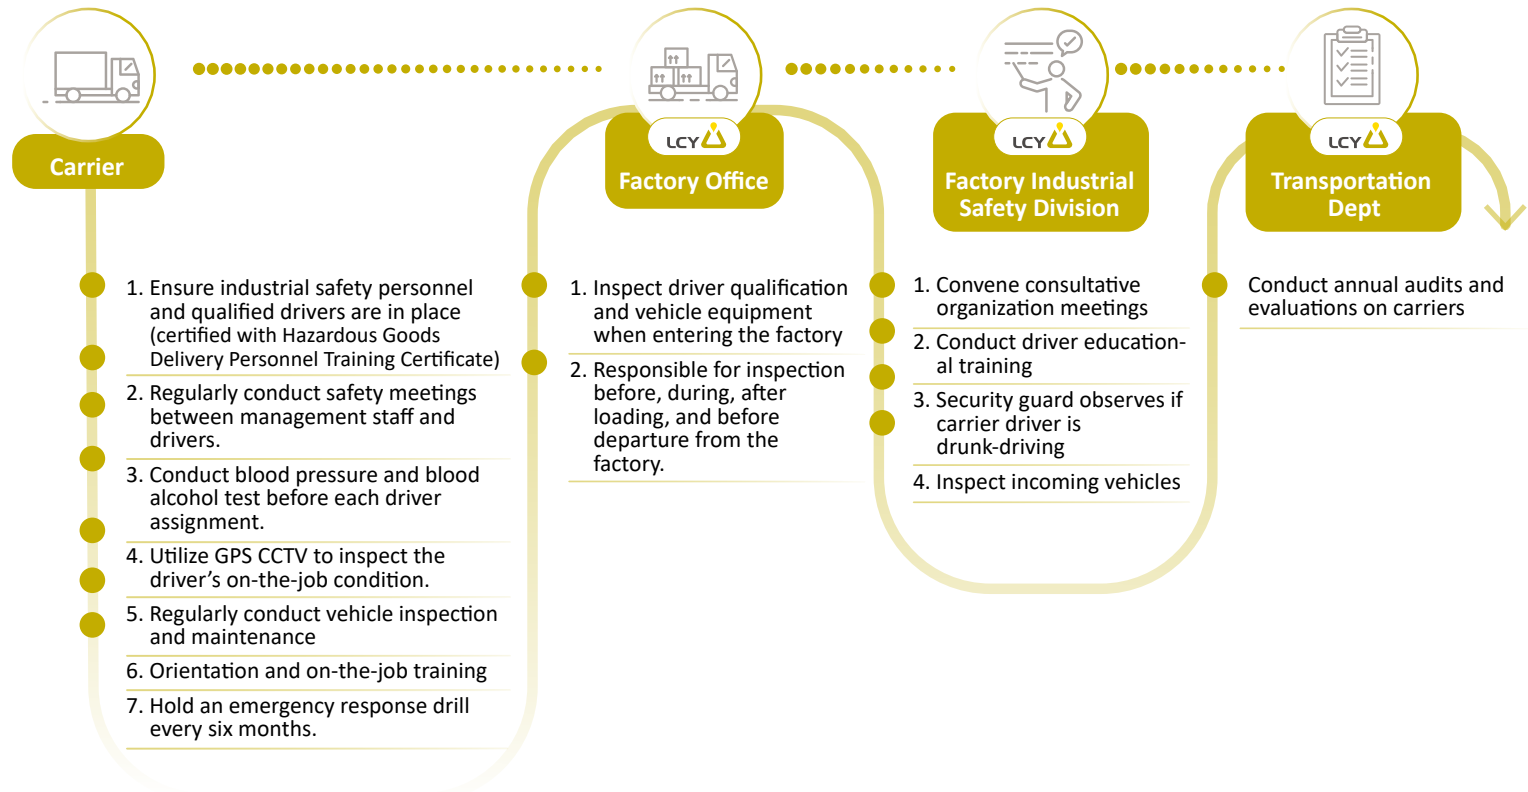 Carrier
1. Ensure industrial safety personnel
and qualified drivers are in place
(certified with Hazardous Goods
Delivery Personnel Training Certificate)
2. Regularly conduct safety meetings
between management staff and
drivers.
3. Conduct blood pressure and blood
alcohol test before each driver
assignment.
4. Utilize GPS CCTV to inspect the
driver’s on-the-job condition.
5. Regularly conduct vehicle inspection
and maintenance
6. Orientation and on-the-job training
7. Hold an emergency response drill
every six months.
LCY
Factory Office
1. Inspect driver qualification
and vehicle equipment
when entering the factory
2. Responsible for inspection
before, during, after
loading, and before
departure from the
factory.
LCY
Factory Industrial
Safety Division
1. Convene consultative
organization meetings
2. Conduct driver education-
al training
3. Security guard observes if
carrier driver is
drunk-driving
4. Inspect incoming vehicles
LCY
Transportation
Dept
Conduct annual audits and
evaluations on carriers